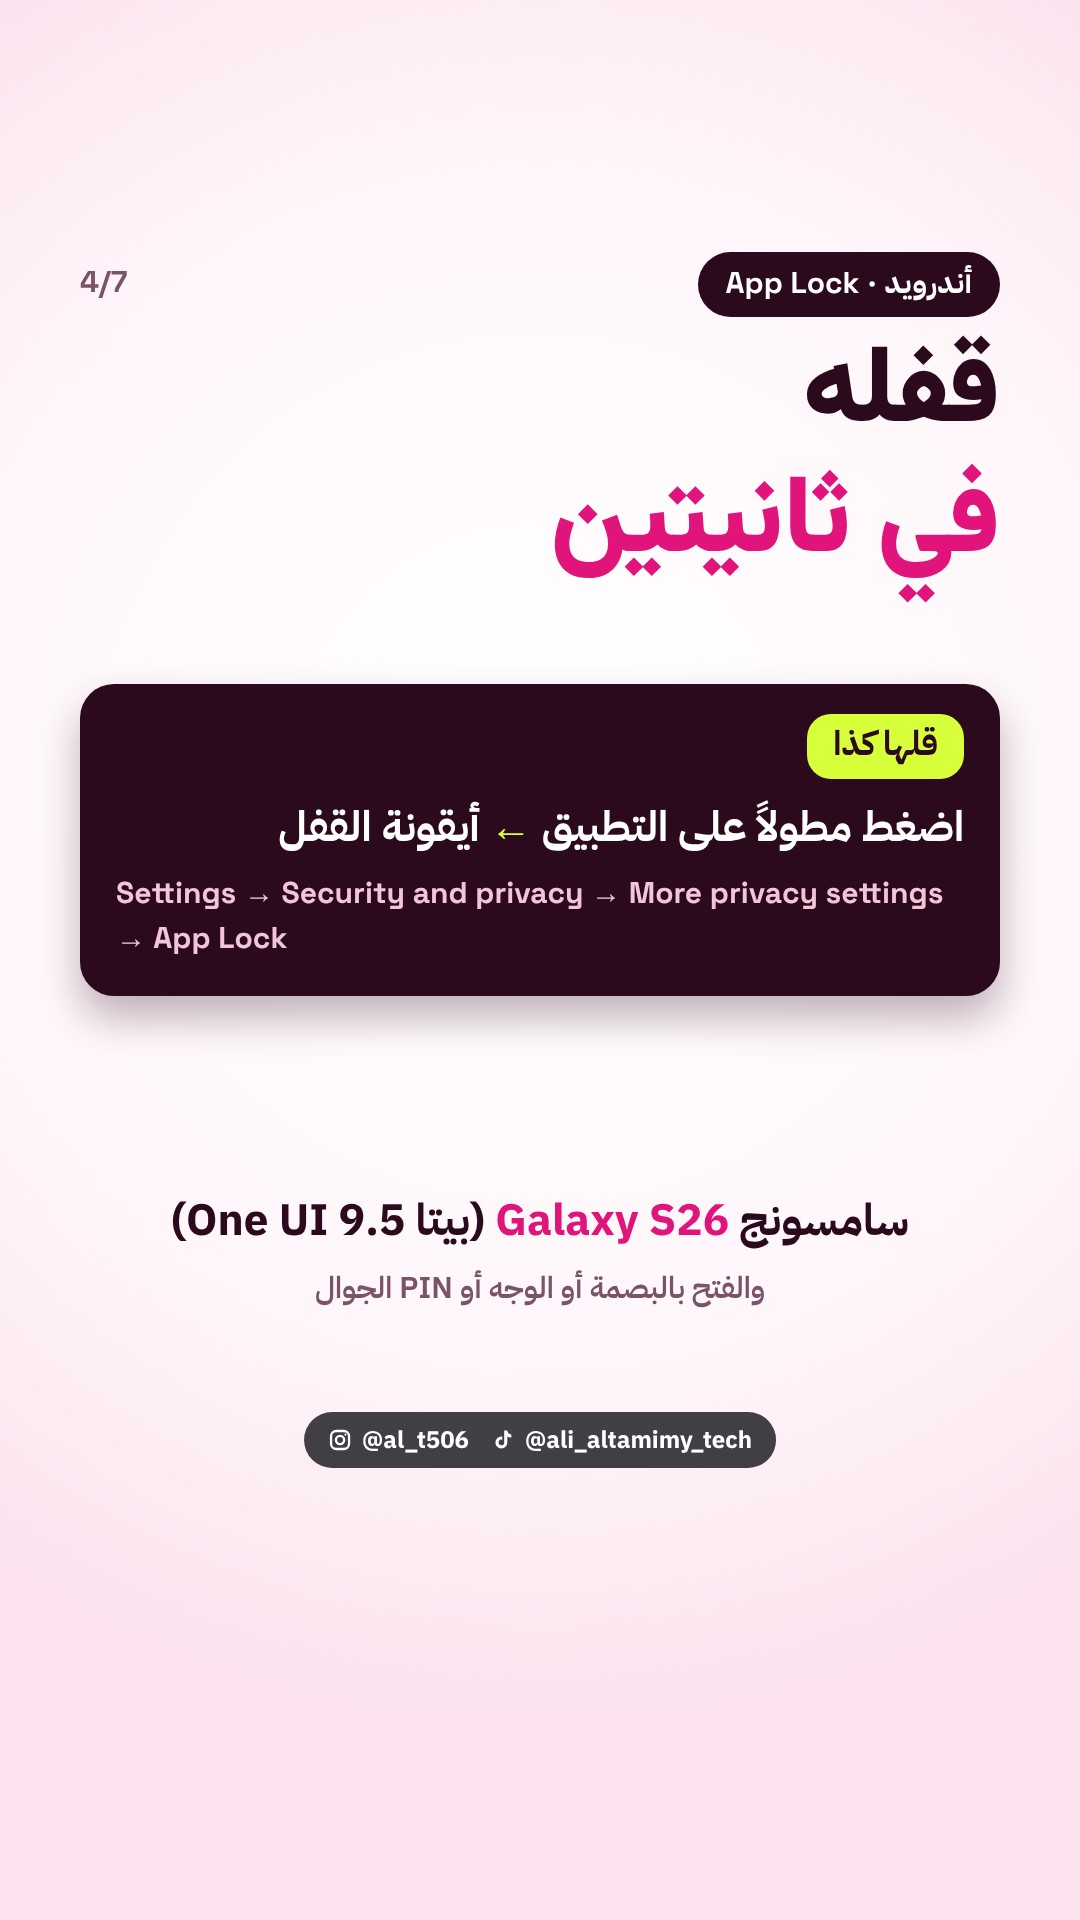 أندرويد · App Lock
4/7
قفله
في ثانيتين
قلها كذا
اضغط مطولاً على التطبيق ← أيقونة القفل
Settings → Security and privacy → More privacy settings
→ App Lock
سامسونج Galaxy S26 (بيتا One UI 9.5)
والفتح بالبصمة أو الوجه أو PIN الجوال
@al_t506 @ali_altamimy_tech